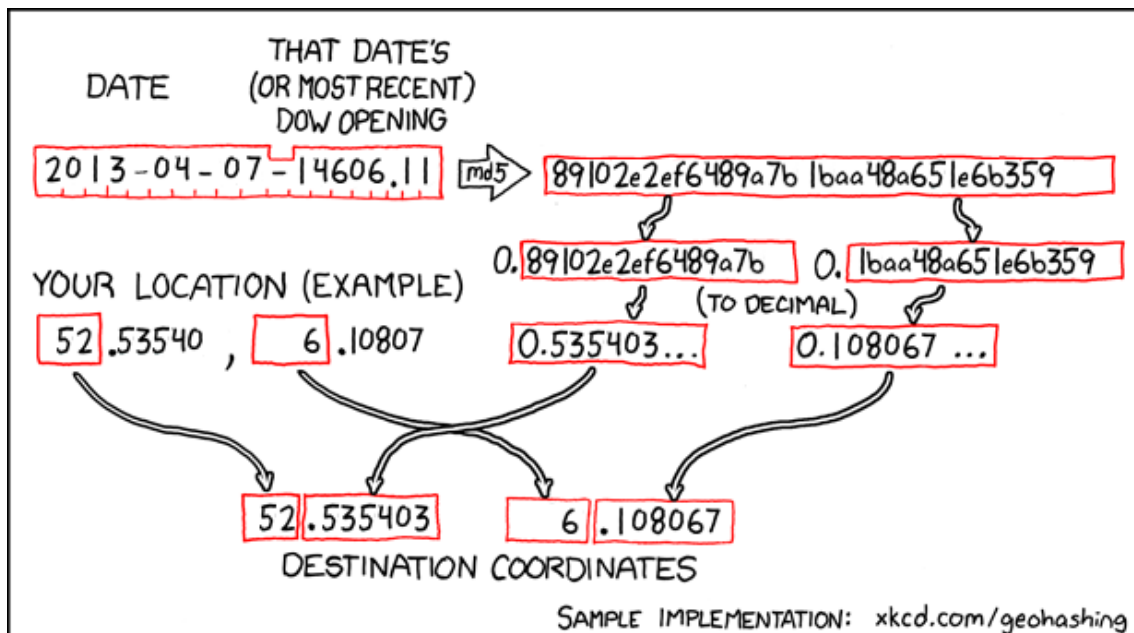 DATE
THAT DATE'S
(OR MOST RECENT)
DOW OPENING
2013-04-07-14606.11
md5
89102e2ef6489a7b 1baa48a651e6b359
0.89102e2ef6489a7b
0. 1baa48a651e6b359
YOUR LOCATION (EXAMPLE)
(TO DECIMAL)
52.53540, 6.10807
0.535403...
0.108067 ...
52.535403
6.108067
DESTINATION COORDINATES
SAMPLE IMPLEMENTATION: xkcd.com/geohashing